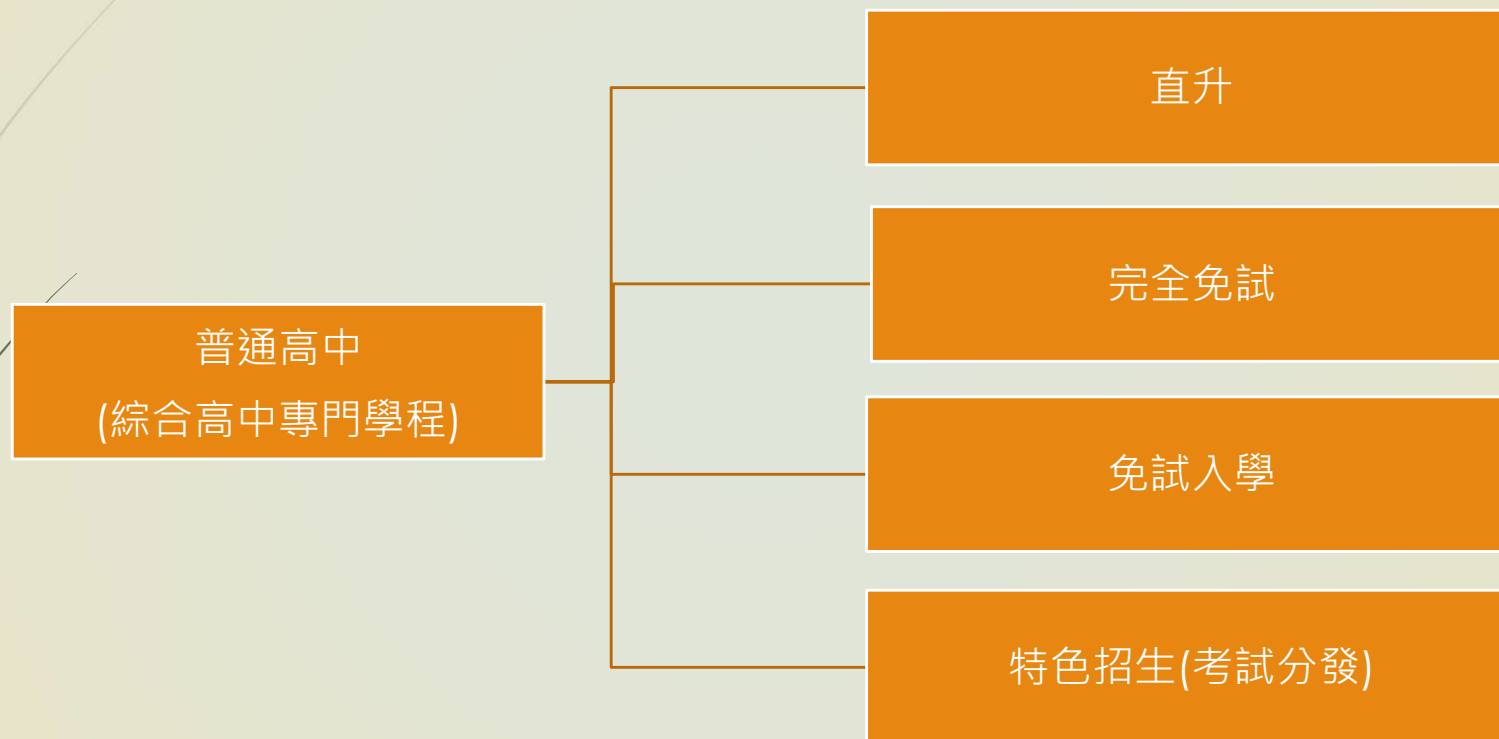 直升
完全免試
普通高中
(綜合高中專門學程)
免試入學
特色招生(考試分發)